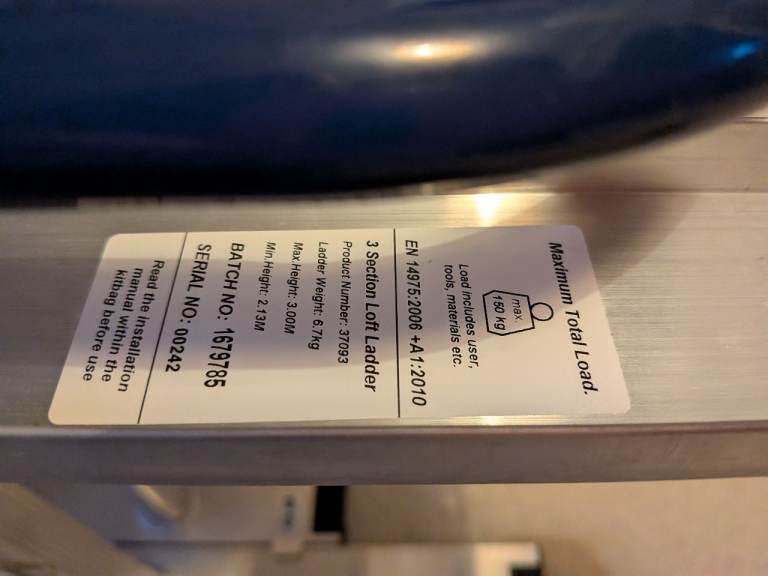 Maximum Total Load.
max.
150 kg
Load includes user,
tools, materials etc.
EN 14975:2006 +A1:2010
3 Section Loft Ladder
Product Number: 37093
Ladder Weight: 6.7kg
Max.Height: 3.00M
Min.Height: 2.13M
BATCH NO: 1679785
SERIAL NO: 00242
Read the installation
manual within the
kitbag before use